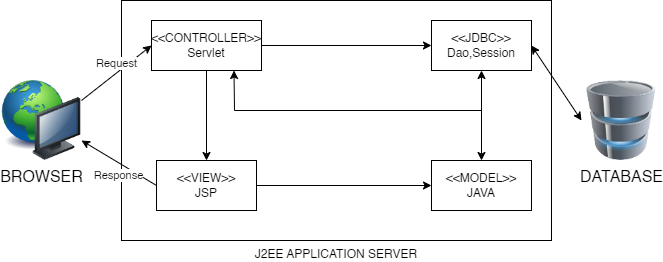 <<CONTROLLER>>
Servlet
<<JDBC>>
Dao,Session
Request
BROWSER
Response
<<VIEW>>
JSP
<<MODEL>>
JAVA
DATABASE
J2EE APPLICATION SERVER